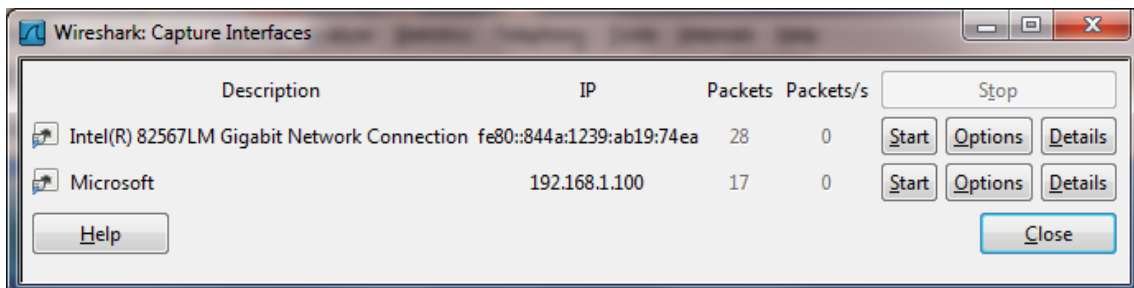 Wireshark: Capture Interfaces
Description IP Packets Packets/s Stop
Intel(R) 82567LM Gigabit Network Connection fe80::844a:1239:ab19:74ea 28 0 Start Options Details
Microsoft 192.168.1.100 17 0 Start Options Details
Help Close